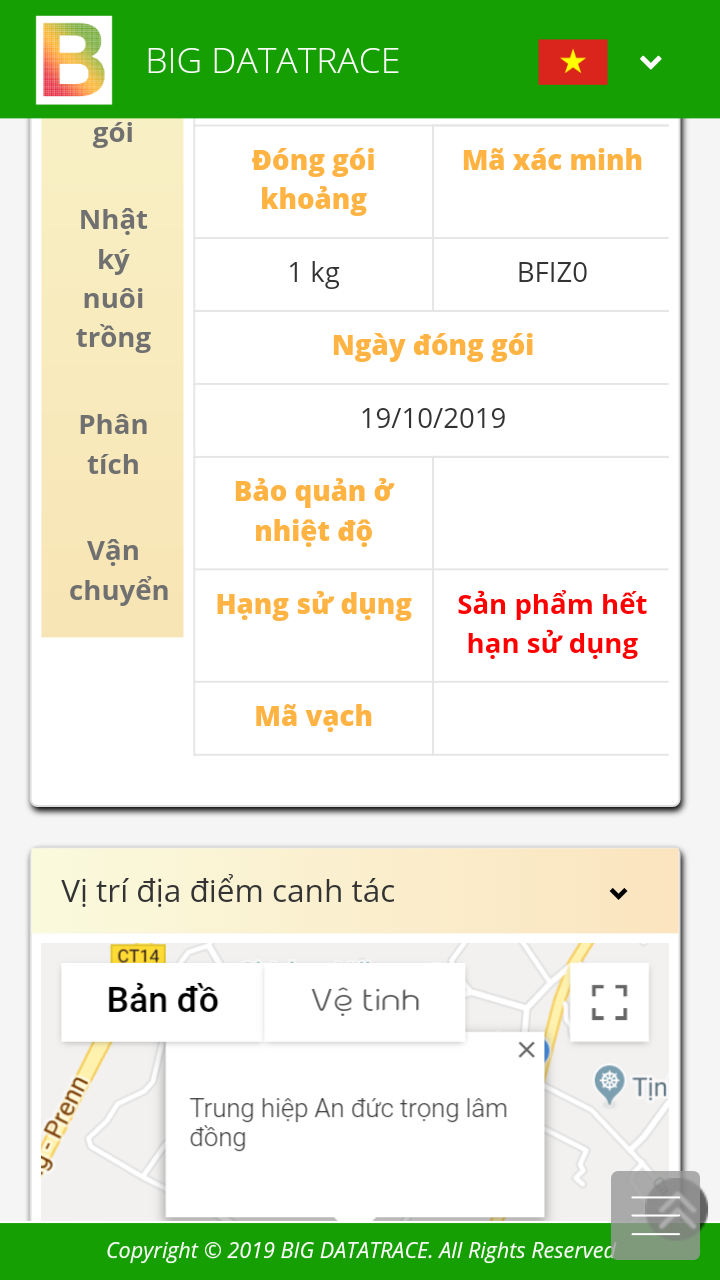 B
BIG DATATRACE
gói
Nhật
ký
nuôi
trồng
Phân
tích
Vận
chuyển
Đóng gói
khoảng
Mã xác minh
1 kg
BFIZ0
Ngày đóng gói
19/10/2019
Bảo quản ở
nhiệt độ
Hạng sử dụng
Sản phẩm hết
hạn sử dụng
Mã vạch
Vị trí địa điểm canh tác
CT14
Bản đồ
Vệ tinh
Trung hiệp An đức trọng lâm
đồng
- Prenn
Tịn
Copyright © 2019 BIG DATATRACE. All Rights Reserved